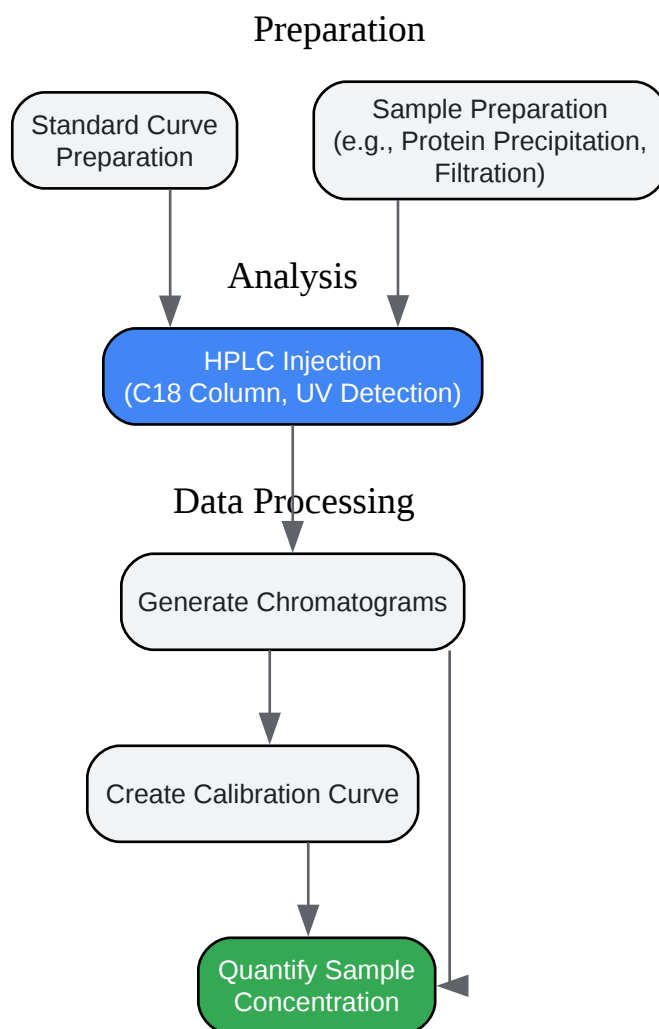 Preparation
Standard Curve
Preparation
Sample Preparation
(e.g., Protein Precipitation,
Filtration)
Analysis
HPLC Injection
(C18 Column, UV Detection)
Data Processing
Generate Chromatograms
Create Calibration Curve
Quantify Sample
Concentration